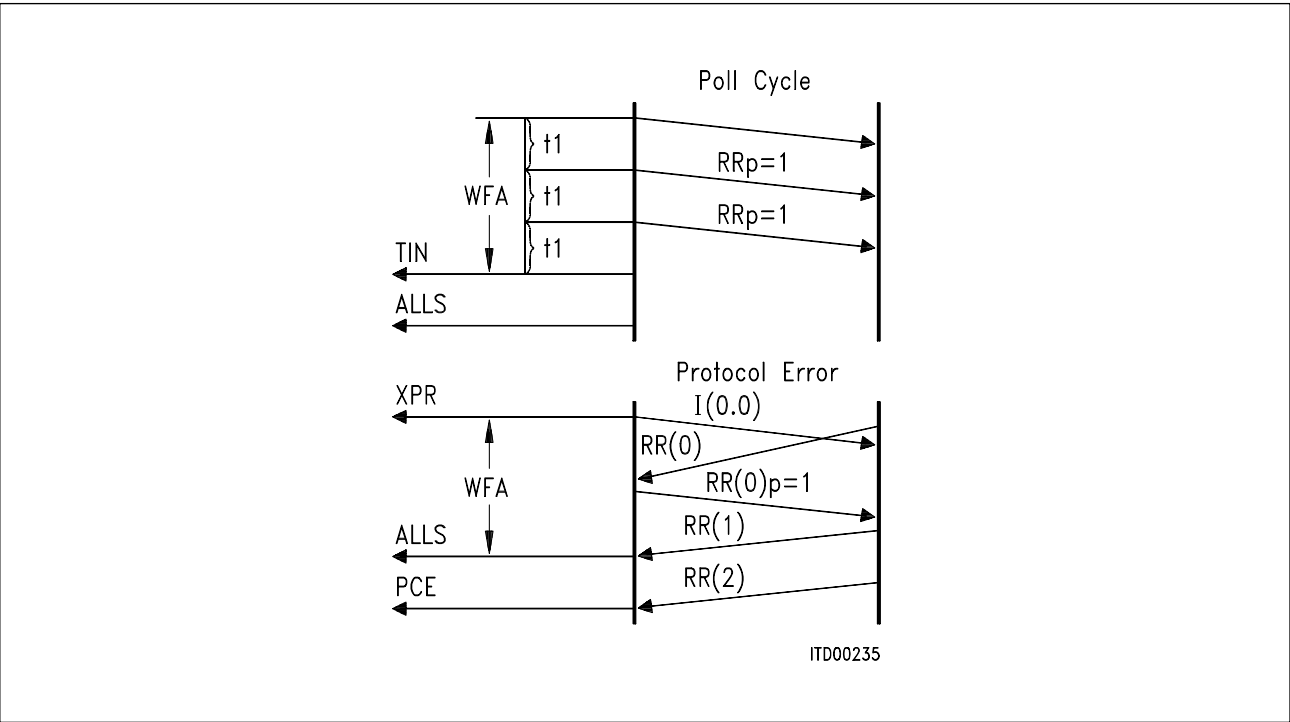 Poll Cycle
t1
RRp=1
WFA
t1
RRp=1
t1
TIN
ALLS
Protocol Error
XPR
I(0.0)
RR(0)
RR(0)p=1
WFA
RR(1)
ALLS
RR(2)
PCE
ITD00235